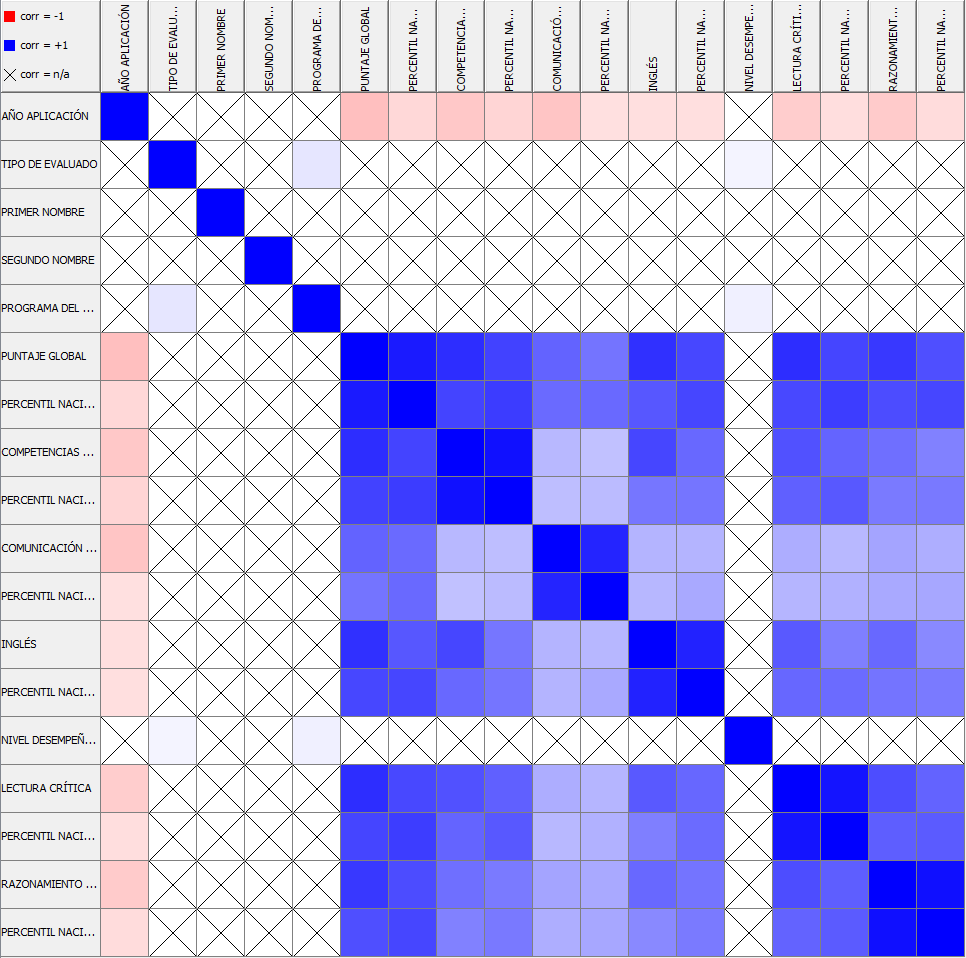 corr = -1
corr = +1
corr = n/a
AÑO APLICACIÓN
TIPO DE EVALU...
PRIMER NOMBRE
SEGUNDO NOM...
PROGRAMA DE...
PUNTAJE GLOBAL
PERCENTIL NA...
COMPETENCIA...
PERCENTIL NA...
COMUNICACIÓ...
PERCENTIL NA...
INGLÉS
PERCENTIL NA...
NIVEL DESEMPE...
LECTURA CRÍTI...
PERCENTIL NA...
RAZONAMIENT...
PERCENTIL NA...
AÑO APLICACIÓN
TIPO DE EVALUADO
PRIMER NOMBRE
SEGUNDO NOMBRE
PROGRAMA DEL ...
PUNTAJE GLOBAL
PERCENTIL NACI...
COMPETENCIAS ...
PERCENTIL NACI...
COMUNICACIÓN ...
PERCENTIL NACI...
INGLÉS
PERCENTIL NACI...
NIVEL DESEMPEÑ...
LECTURA CRÍTICA
PERCENTIL NACI...
RAZONAMIENTO ...
PERCENTIL NACI...